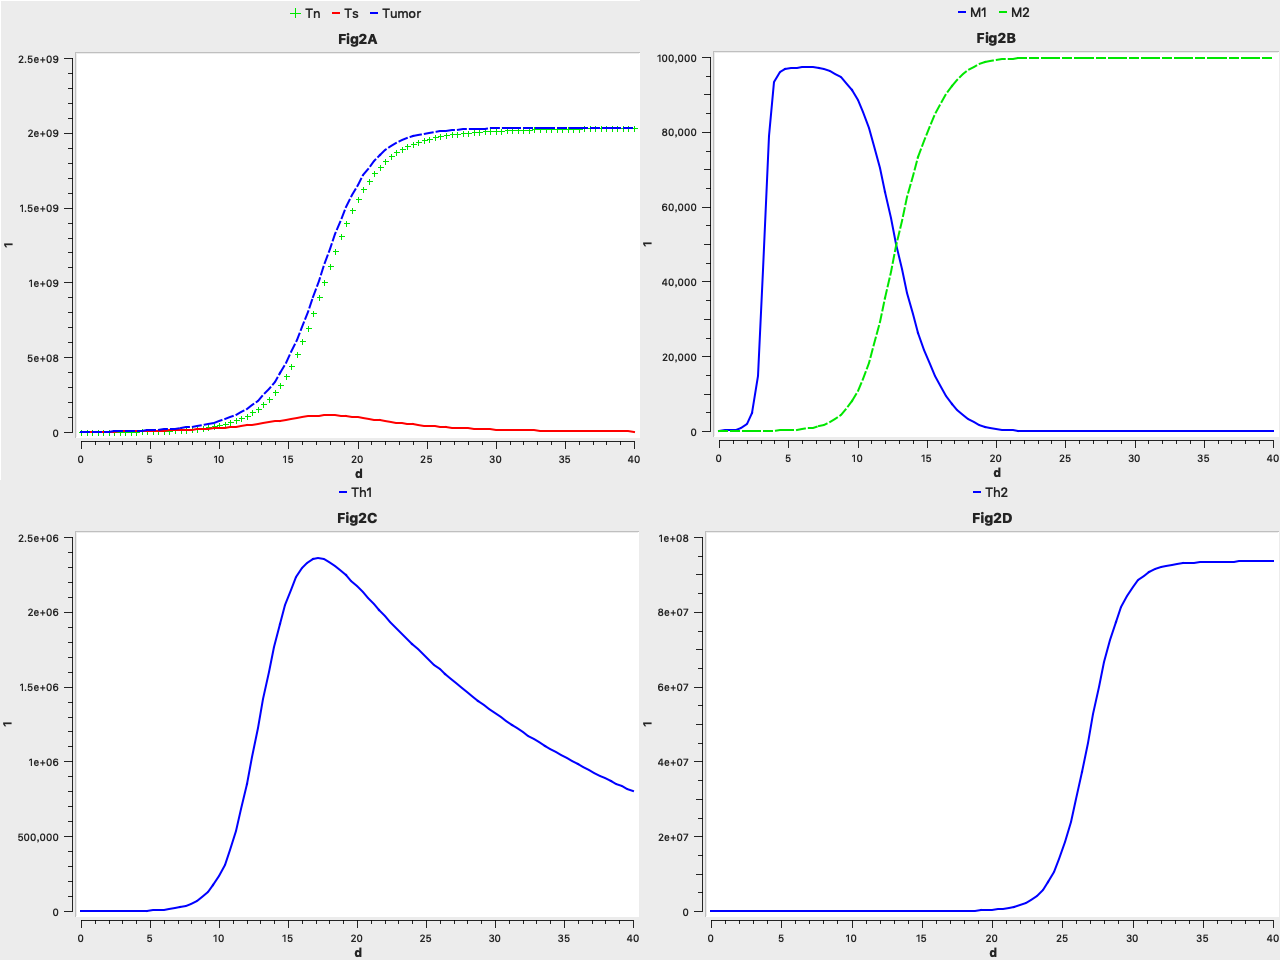 Tn Ts Tumor
Fig2A
2.5e+09
2e+09
1.5e+09
1e+09
5e+08
0
1
0 5 10 15 20 25 30 35 40
d
M1 M2
Fig2B
100,000
80,000
60,000
40,000
20,000
0
1
0 5 10 15 20 25 30 35 40
d
Th1
Fig2C
2.5e+06
2e+06
1.5e+06
1e+06
500,000
0
1
0 5 10 15 20 25 30 35 40
d
Th2
Fig2D
1e+08
8e+07
6e+07
4e+07
2e+07
0
1
0 5 10 15 20 25 30 35 40
d